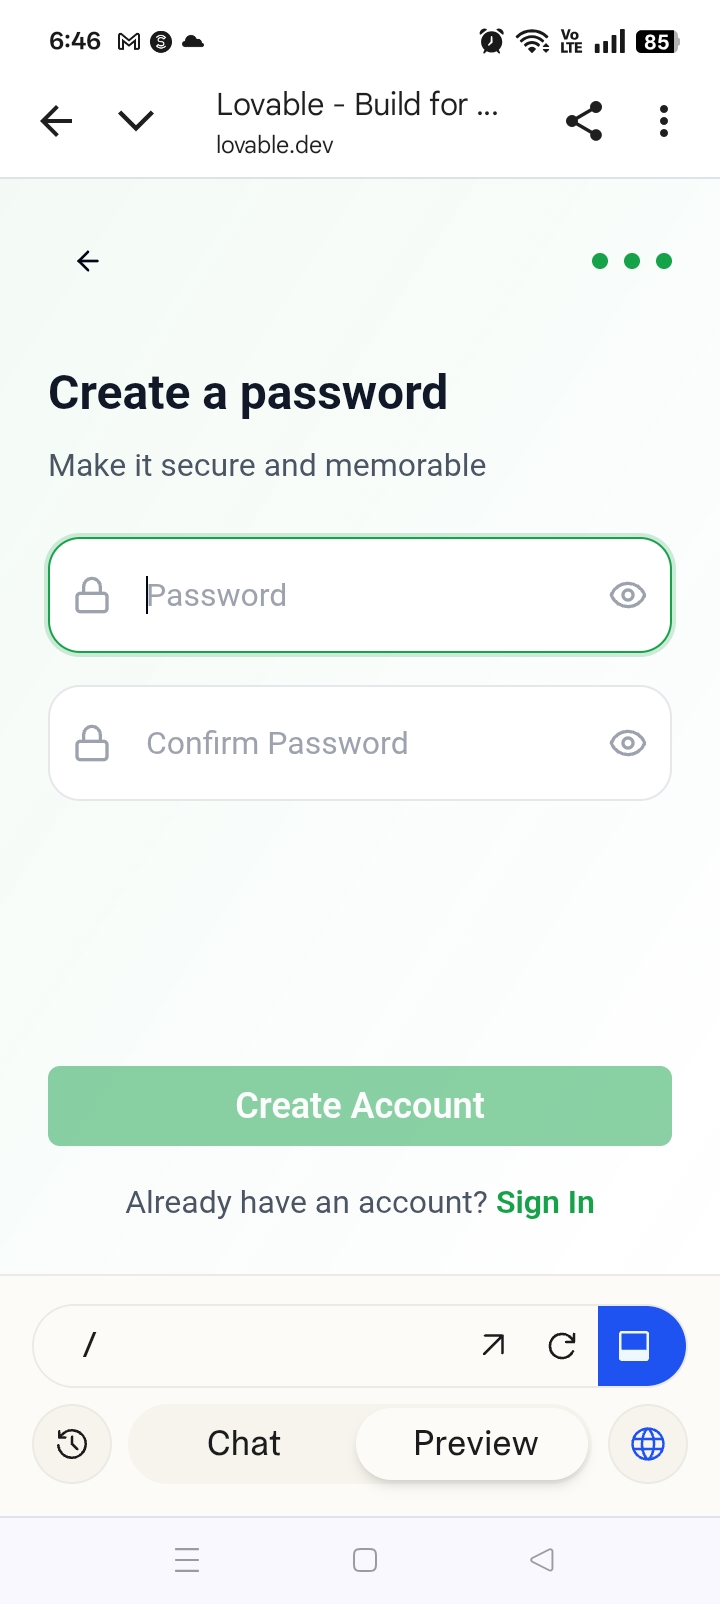 6:46
Vo
LTE
85
Lovable - Build for ...
lovable.dev
Create a password
Make it secure and memorable
Password
Confirm Password
Create Account
Already have an account? Sign In
/
Chat
Preview